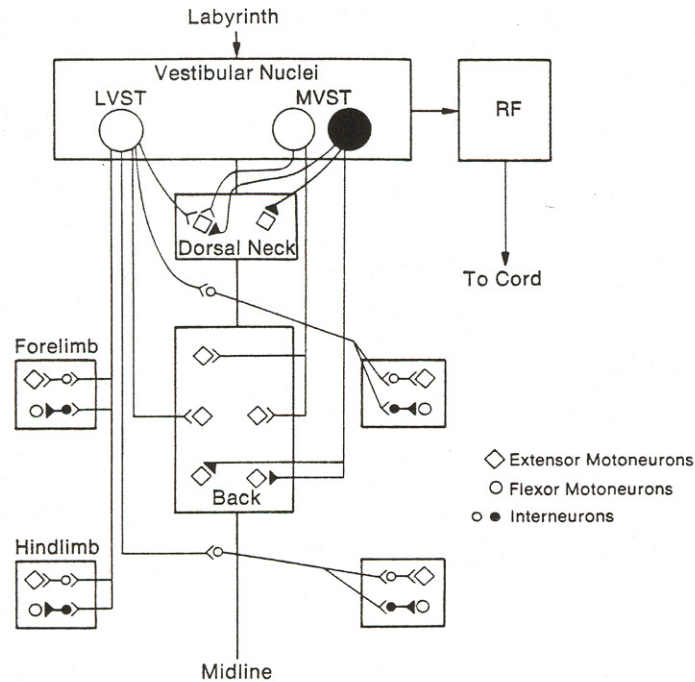 Labyrinth
Vestibular Nuclei
LVST
MVST
RF
Dorsal Neck
To Cord
Forelimb
Extensor Motoneurons
Flexor Motoneurons
Interneurons
Back
Hindlimb
Midline